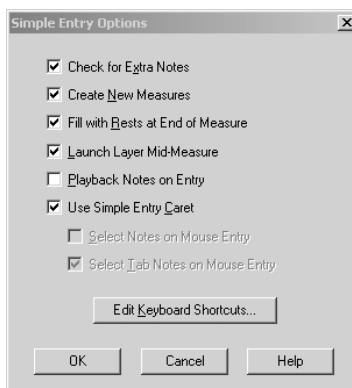 Simple Entry Options
Check for Extra Notes
Create New Measures
Fill with Rests at End of Measure
Launch Layer Mid-Measure
Playback Notes on Entry
Use Simple Entry Caret
Select Notes on Mouse Entry
Select Tab Notes on Mouse Entry
Edit Keyboard Shortcuts...
OK Cancel Help